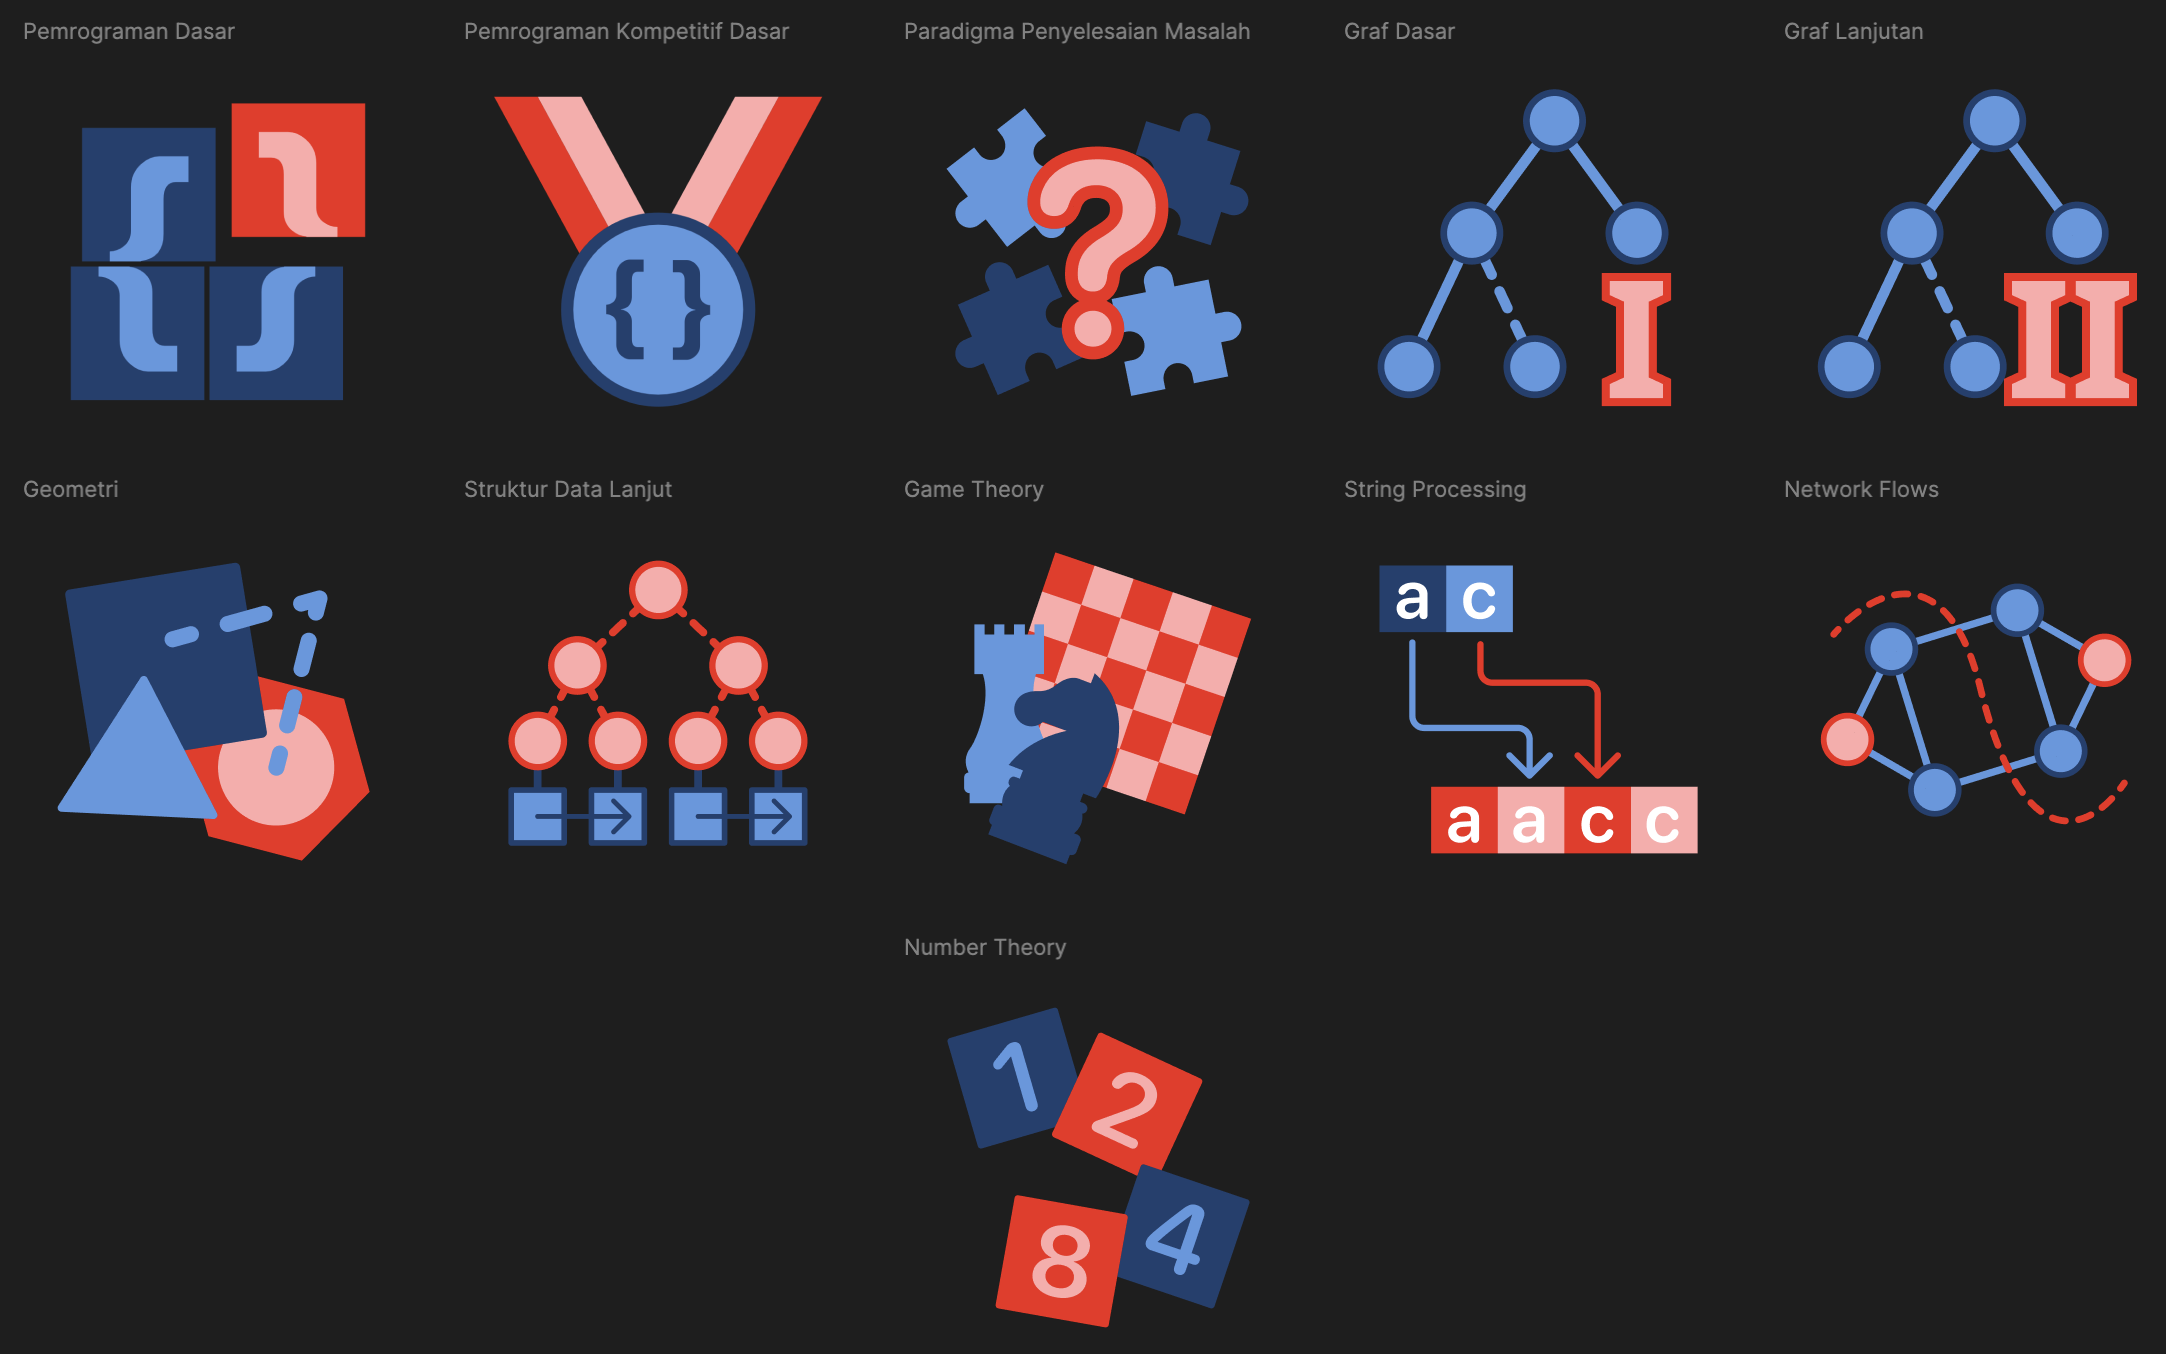 Pemrograman Dasar
Pemrograman Kompetitif Dasar
Paradigma Penyelesaian Masalah
Graf Dasar
Graf Lanjutan
{ }
?
I
II
Geometri
Struktur Data Lanjut
Game Theory
String Processing
Network Flows
a c
a a c c
Number Theory
1
2
4
8